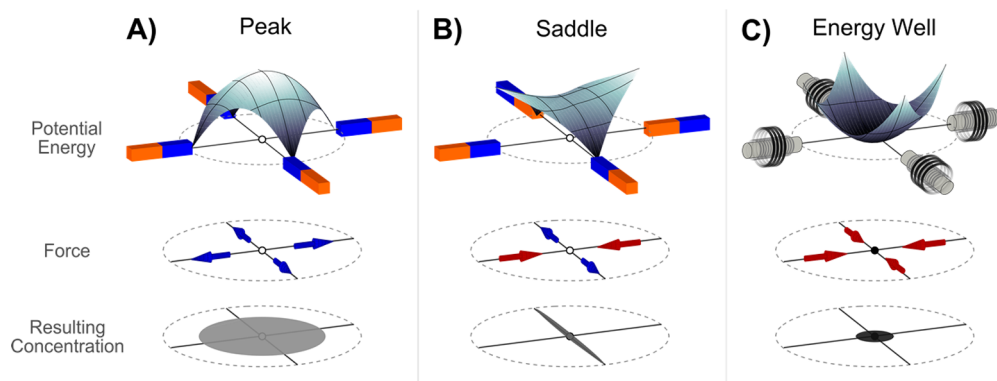 A) Peak
B) Saddle
C) Energy Well
Potential
Energy
Force
Resulting
Concentration